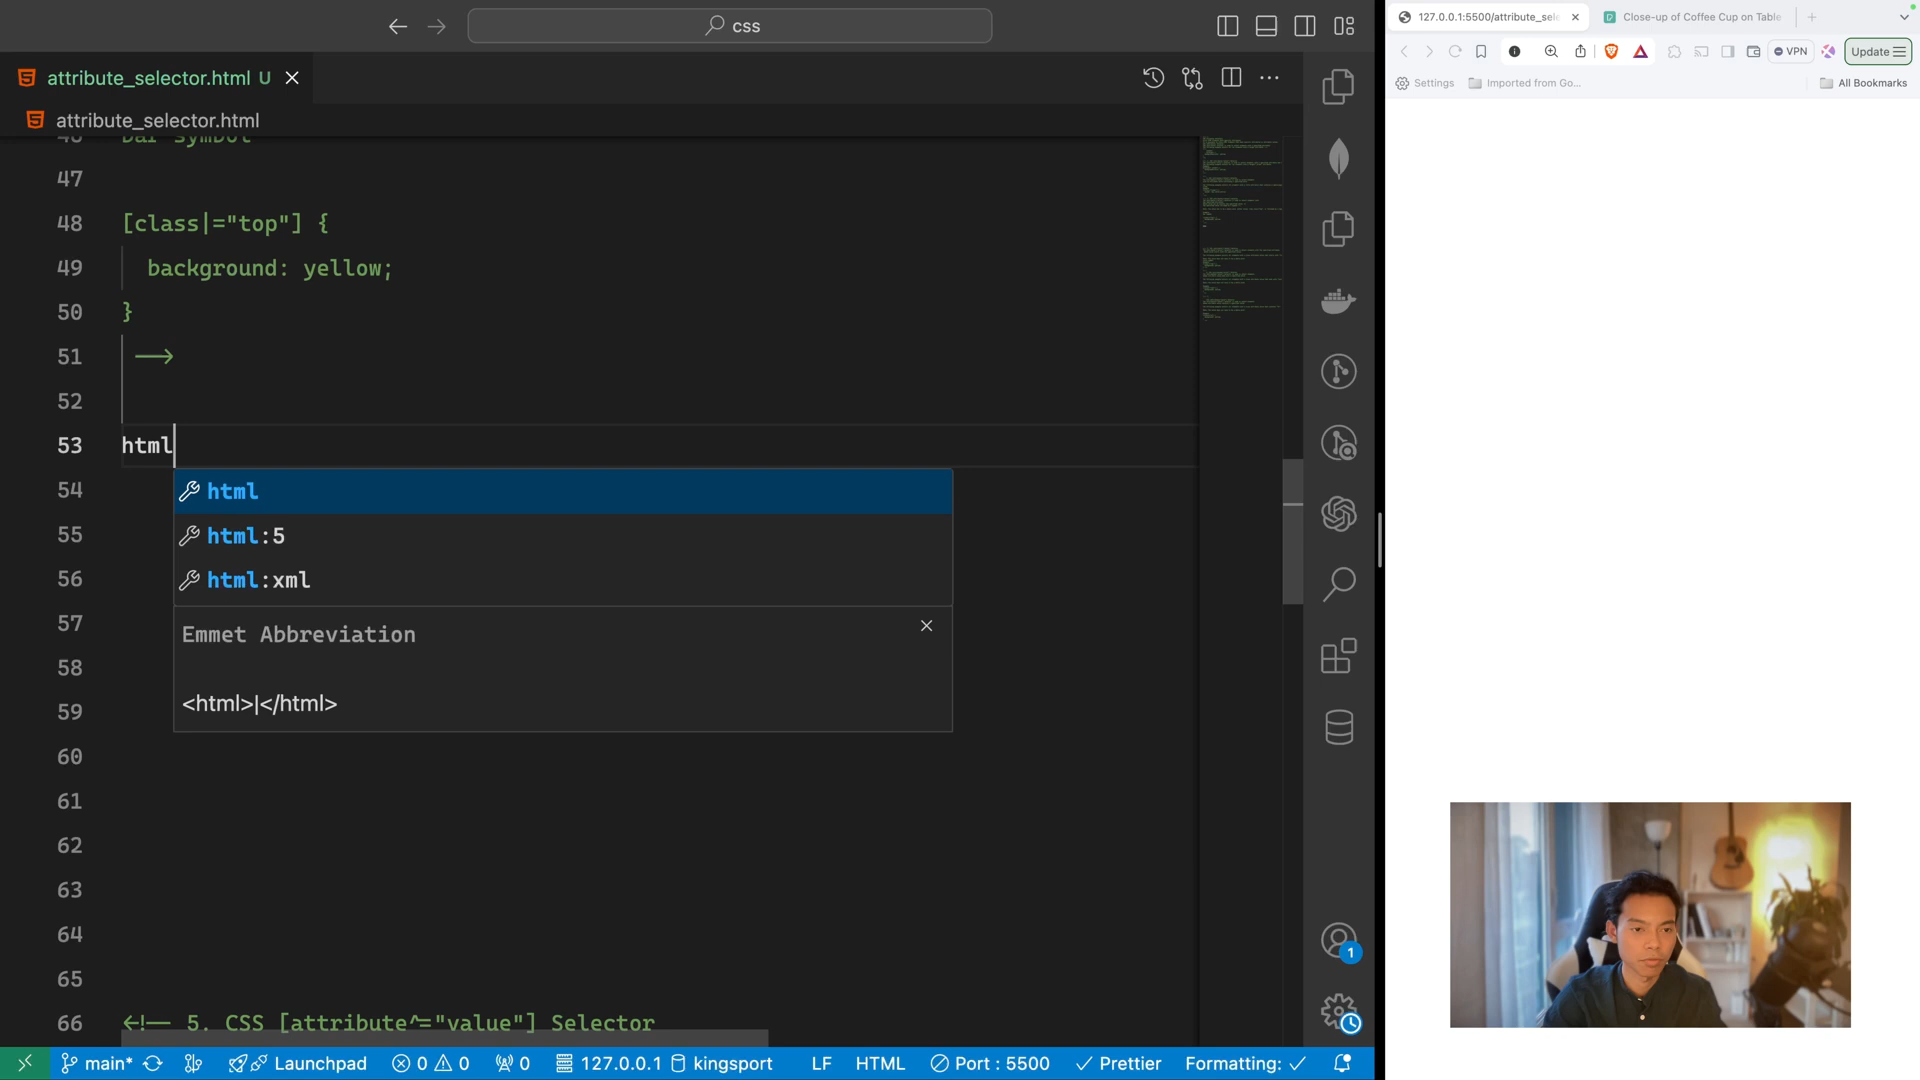 css
127.0.0.1:5500/attribute_sele
Close-up of Coffee Cup on Table
attribute_selector.html U
VPN
Update
Settings
Imported from Go...
All Bookmarks
attribute_selector.html
46 bar symbol
47
48 [class|="top"] {
49 background: yellow;
50 }
51 -->
52
53 html
54 html
55 html:5
56 html:xml
57 Emmet Abbreviation
58
59 <html>|</html>
60
61
62
63
64
65
66 <!-- 5. CSS [attribute^="value"] Selector
1
main*
Launchpad
0
0
0
127.0.0.1
kingsport
LF
HTML
Port : 5500
Prettier
Formatting: